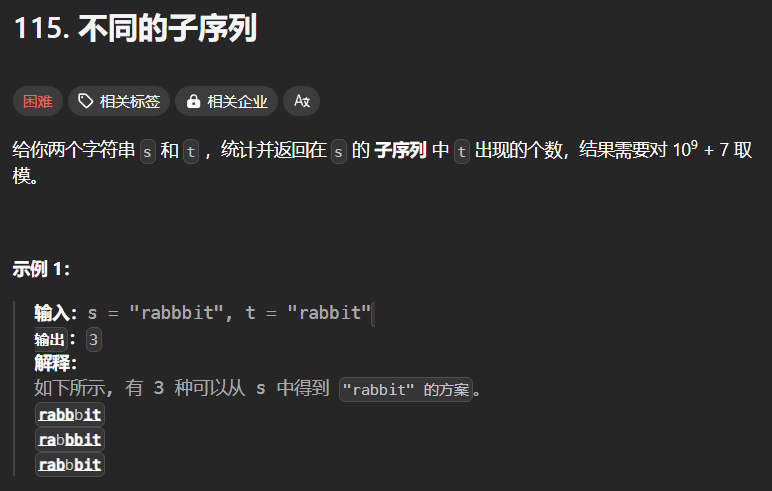 115. 不同的子序列
困难 相关标签 相关企业 Ax
给你两个字符串 s 和 t ，统计并返回在 s 的 子序列 中 t 出现的个数，结果需要对 10⁹ + 7 取
模。
示例 1：
输入：s = "rabbbit", t = "rabbit"
输出：3
解释：
如下所示, 有 3 种可以从 s 中得到 "rabbit" 的方案。
rabbbit
rabbbit
rabbbit